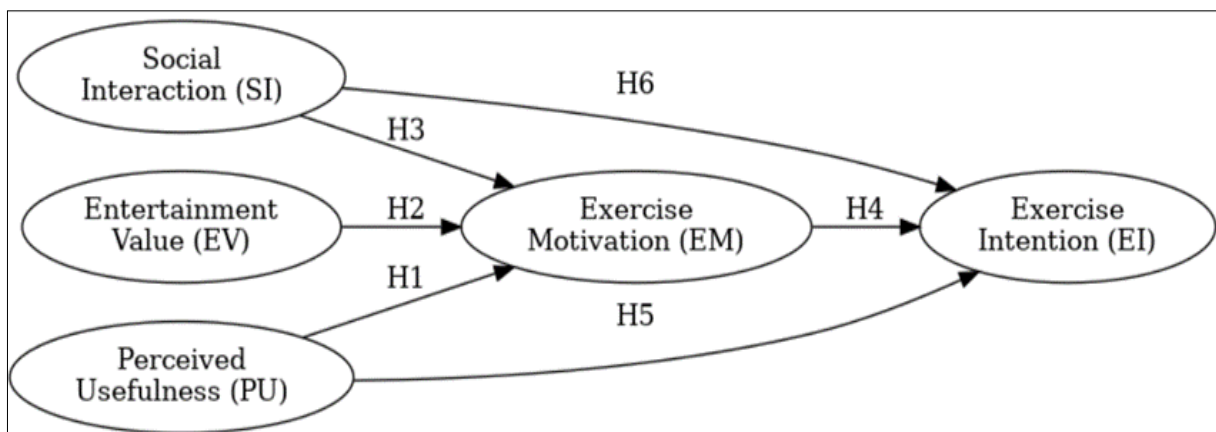 Social
Interaction (SI)
H6
H3
Entertainment
Value (EV)
H2
Exercise
Motivation (EM)
H4
Exercise
Intention (EI)
H1
H5
Perceived
Usefulness (PU)